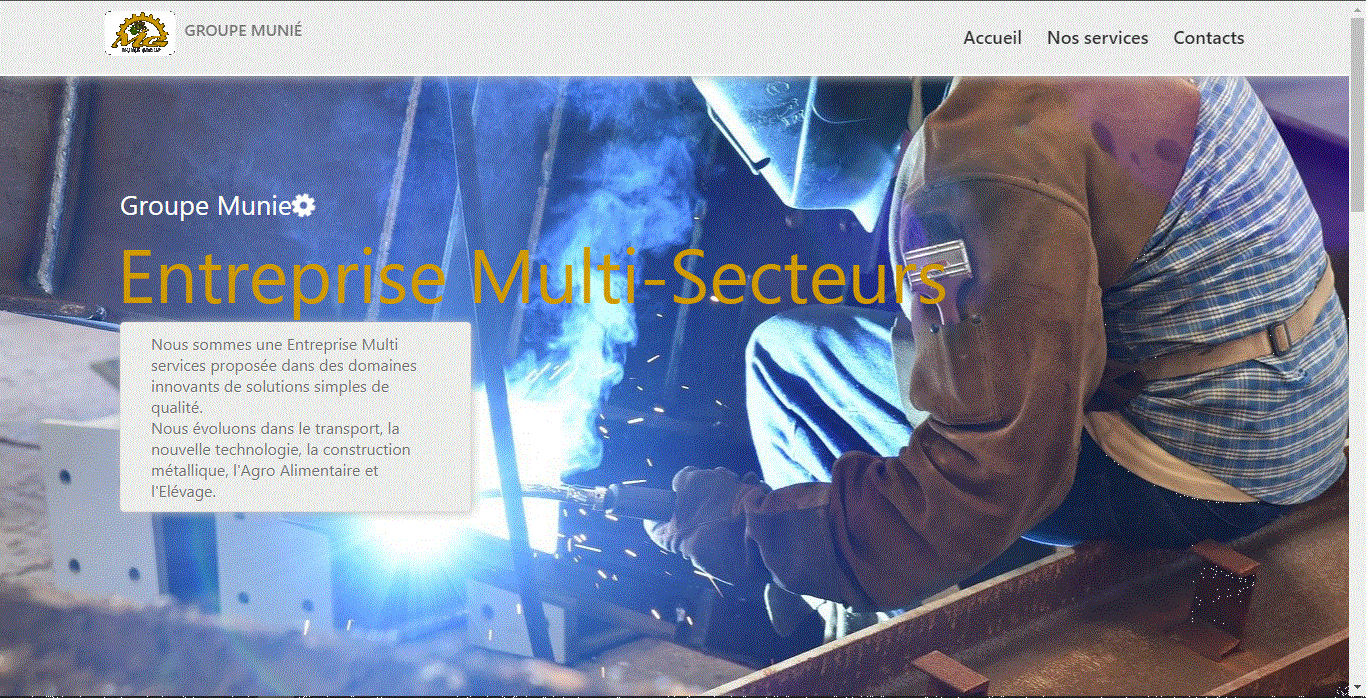 GROUPE MUNIÉ
Accueil Nos services Contacts
Groupe Munie
Entreprise Multi-Secteurs
Nous sommes une Entreprise Multi
services proposée dans des domaines
innovants de solutions simples de
qualité.
Nous évoluons dans le transport, la
nouvelle technologie, la construction
métallique, l'Agro Alimentaire et
l'Elévage.